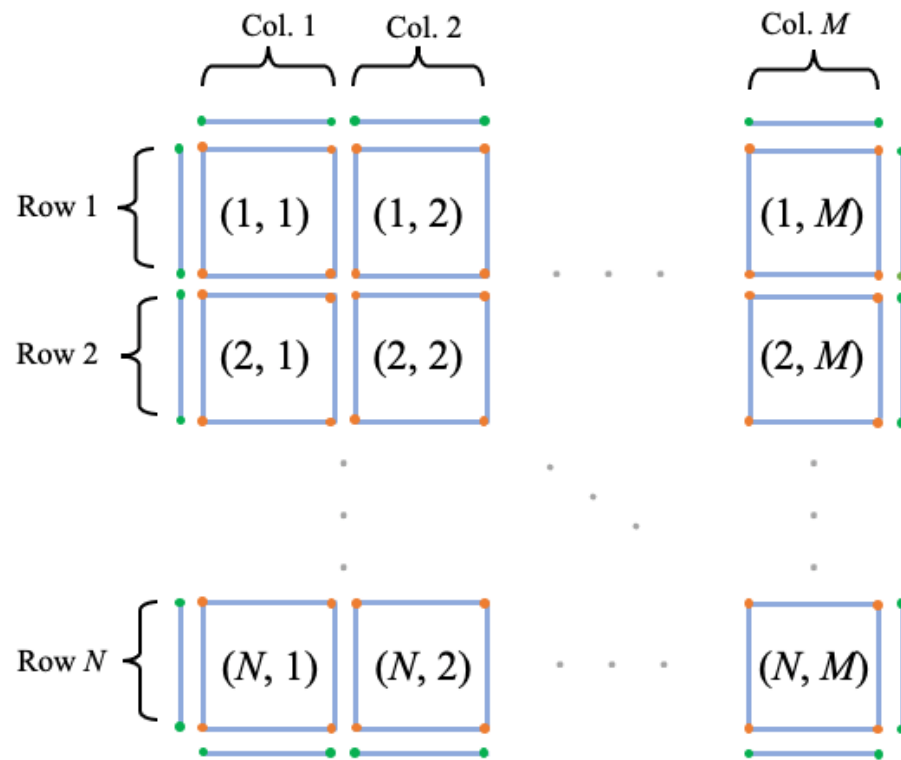 Col. 1 Col. 2 Col. M
Row 1 (1, 1) (1, 2) (1, M)
Row 2 (2, 1) (2, 2) (2, M)
Row N (N, 1) (N, 2) (N, M)